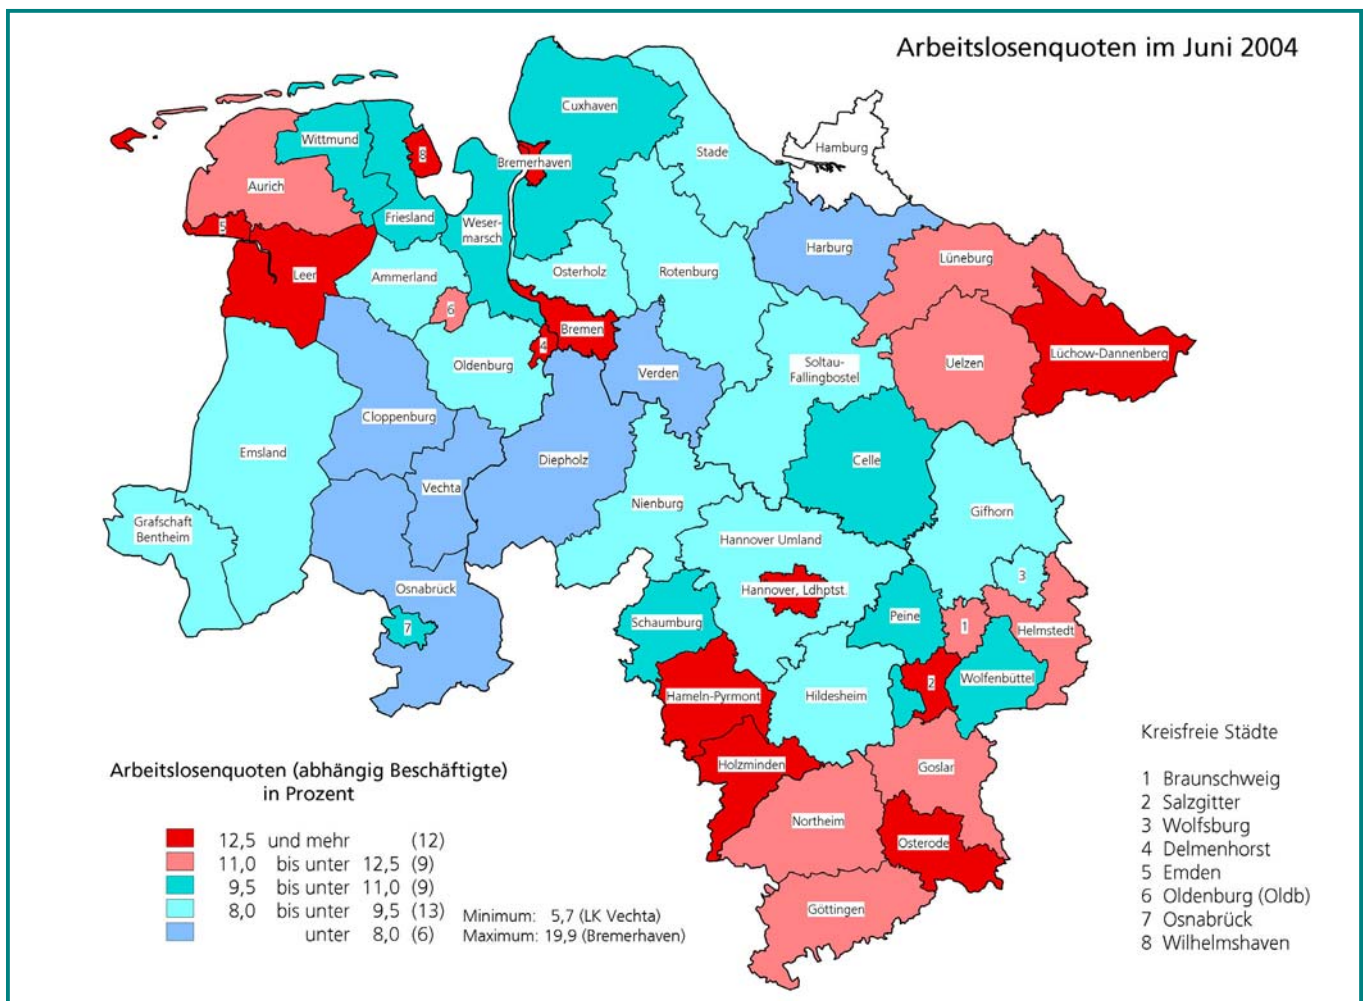 Arbeitslosenquoten im Juni 2004
Cuxhaven
Hamburg
Wittmund
Stade
8
Bremerhaven
Aurich
Friesland
Weser-
marsch
5
Harburg
Lüneburg
Leer
Ammerland
Osterholz
Rotenburg
6
Bremen
4
Oldenburg
Verden
Soltau-
Fallingbostel
Uelzen
Lüchow-Dannenberg
Cloppenburg
Emsland
Diepholz
Celle
Vechta
Nienburg
Gifhorn
Grafschaft
Bentheim
Hannover Umland
3
Osnabrück
Hannover, Ldhptst.
7
Schaumburg
Peine
1
Helmstedt
Wolfenbüttel
2
Hameln-Pyrmont
Hildesheim
Holzminden
Goslar
Northeim
Osterode
Göttingen
Arbeitslosenquoten (abhängig Beschäftigte)
in Prozent
12,5 und mehr (12)
11,0 bis unter 12,5 (9)
9,5 bis unter 11,0 (9)
8,0 bis unter 9,5 (13)
unter 8,0 (6)
Minimum: 5,7 (LK Vechta)
Maximum: 19,9 (Bremerhaven)
Kreisfreie Städte
1 Braunschweig
2 Salzgitter
3 Wolfsburg
4 Delmenhorst
5 Emden
6 Oldenburg (Oldb)
7 Osnabrück
8 Wilhelmshaven